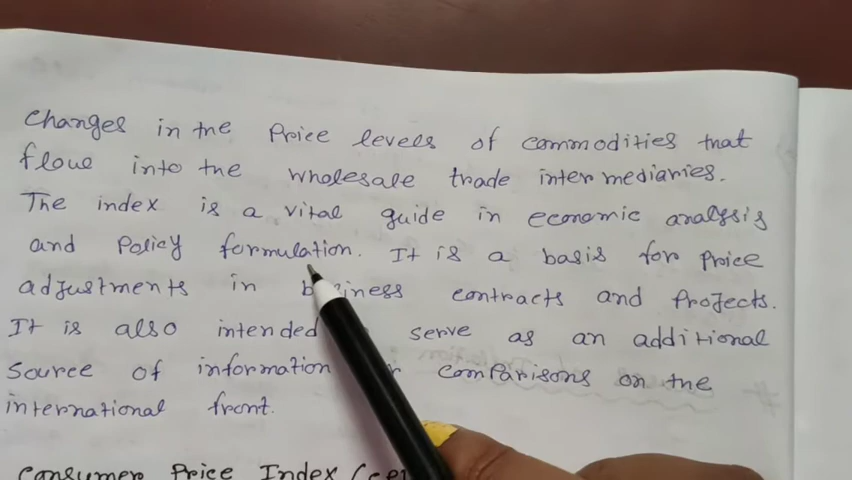 Changes in the Price levels of commodities that
flow into the wholesale trade intermediaries.
The index is a vital guide in economic analysis
and Policy formulation. It is a basis for Price
adjustments in business contracts and Projects.
It is also intended serve as an additional
Source of information comparisons on the
international front.
Consumer Price Index